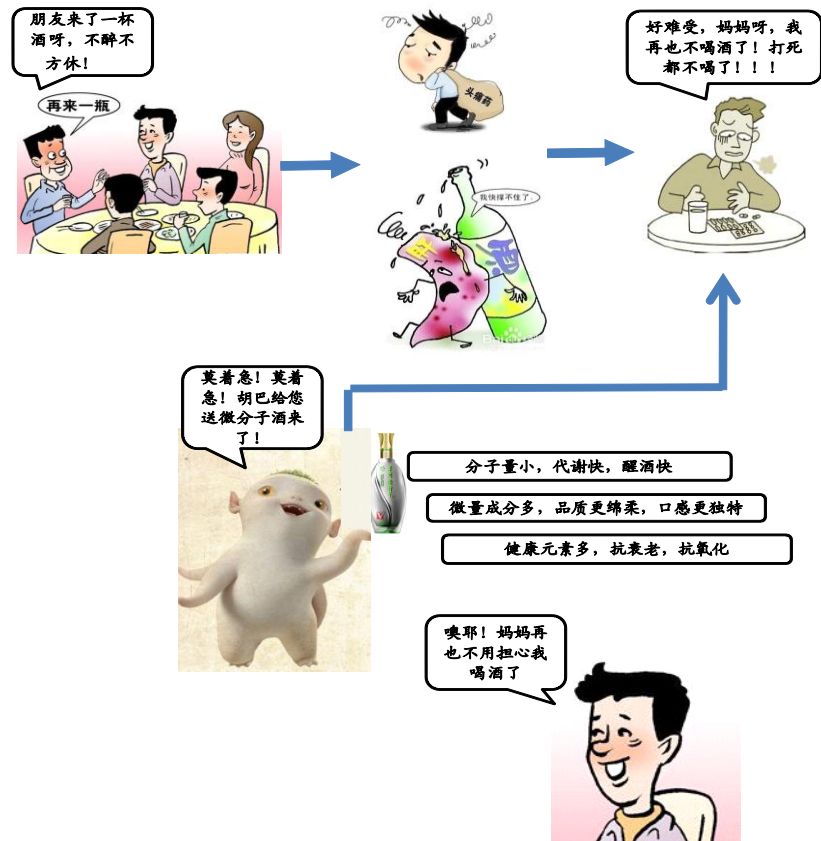 朋友来了一杯
酒呀，不醉不
方休！
再来一瓶
头痛药
我快撑不住了.
酒
好难受，妈妈呀，我
再也不喝酒了！打死
都不喝了！！！
莫着急！莫着
急！胡巴给您
送微分子酒来
了！
分子量小，代谢快，醒酒快
微量成分多，品质更绵柔，口感更独特
健康元素多，抗衰老，抗氧化
噢耶！妈妈再
也不用担心我
喝酒了